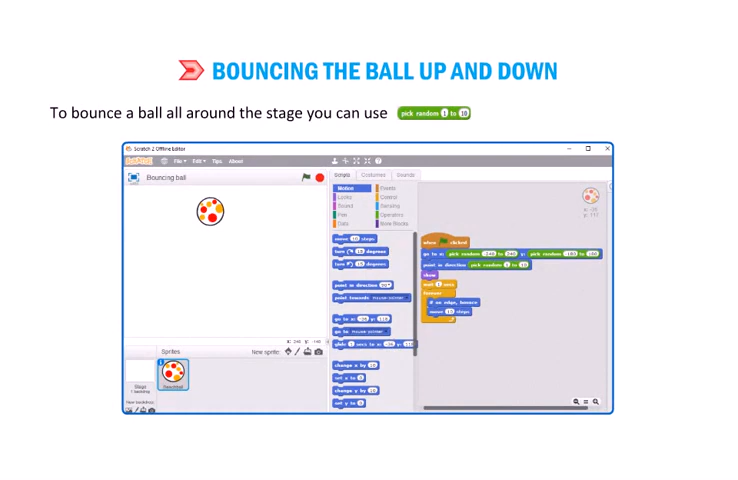 BOUNCING THE BALL UP AND DOWN
To bounce a ball all around the stage you can use pick random 1 to 10
Scratch 2 Offline Editor
File Edit Tips About
Bouncing ball
Scripts Costumes Sounds
Motion Events
Looks Control
Sound Sensing
Pen Operators
Data More Blocks
move 10 steps
turn 15 degrees
turn 15 degrees
point in direction 90
point towards mouse-pointer
go to x: y:
go to mouse-pointer
glide 1 secs to x: y:
change x by 10
set x to 0
change y by 10
set y to 0
when clicked
go to x: pick random -240 to 240 y: pick random -180 to 180
point in direction pick random 1 to 10
show
wait 1 secs
forever
if on edge, bounce
move 10 steps
Sprites New sprite:
Stage
1 backdrop
New backdrop: